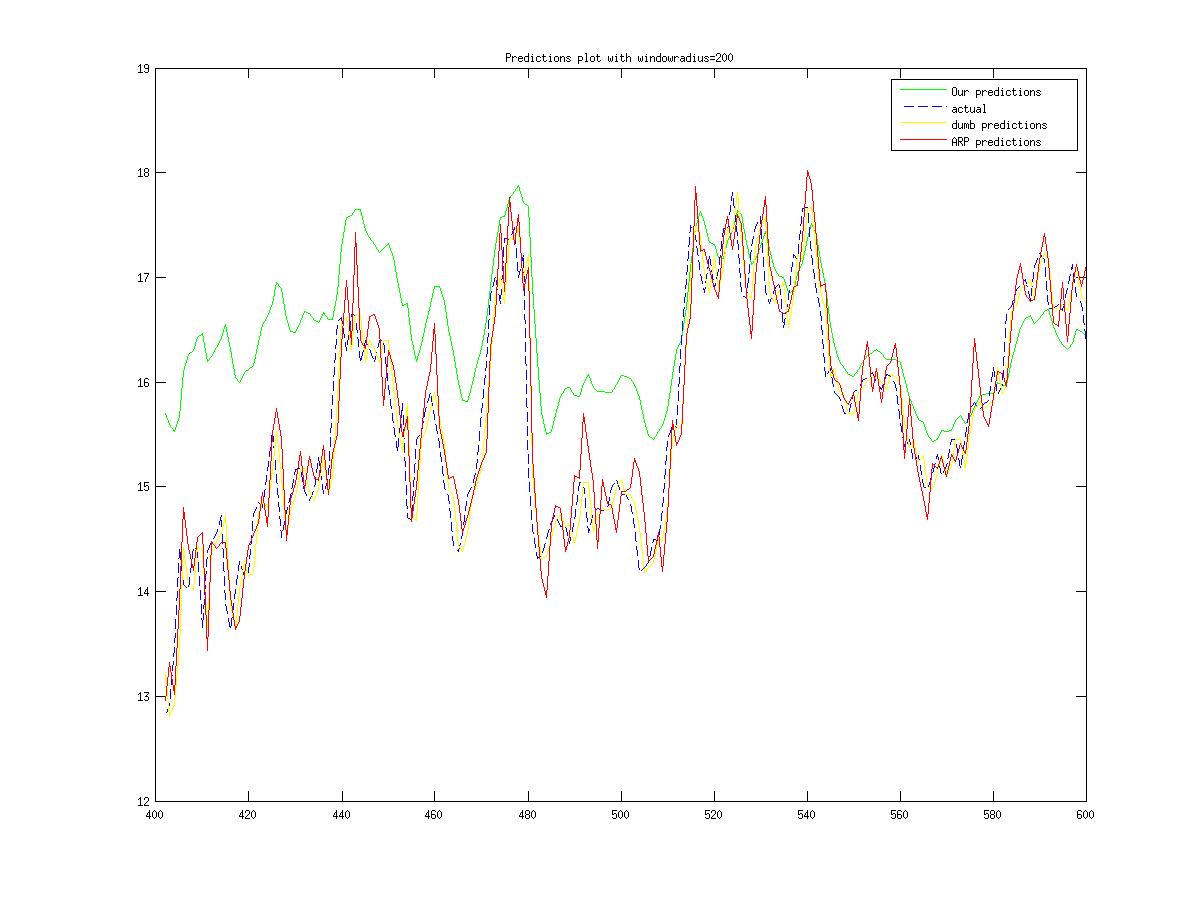 Predictions plot with windowradius=200
19
18
17
16
15
14
13
12
400 420 440 460 480 500 520 540 560 580 600
Our predictions
actual
dumb predictions
ARP predictions